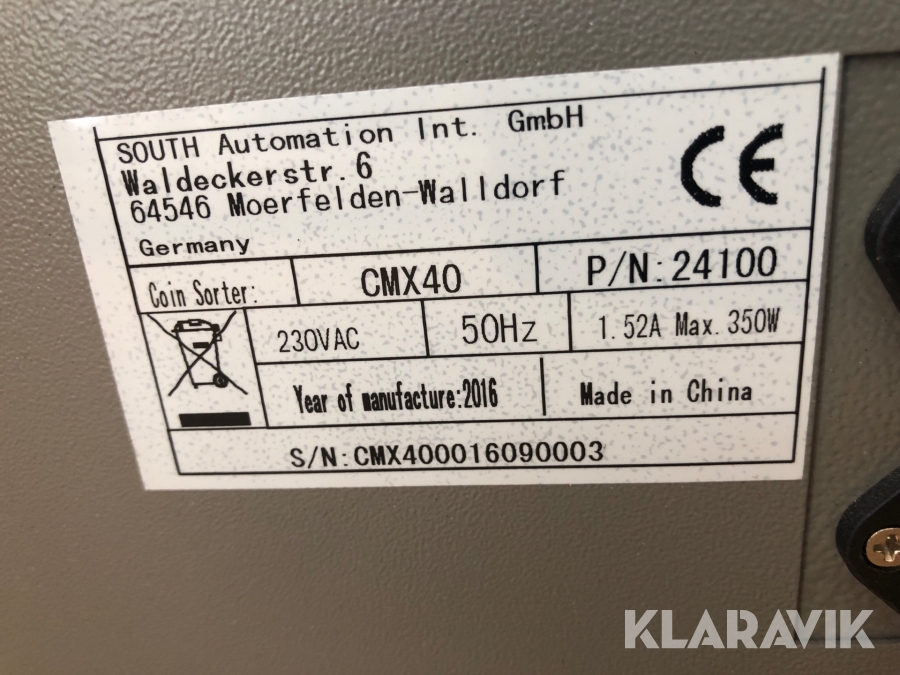 SOUTH Automation Int. GmbH
Waldeckerstr.6
64546 Moerfelden-Walldorf
Germany
CE
Coin Sorter: CMX40 P/N:24100
230VAC 50Hz 1.52A Max.350W
Year of manufacture:2016 Made in China
S/N:CMX400016090003
KLARAVIK